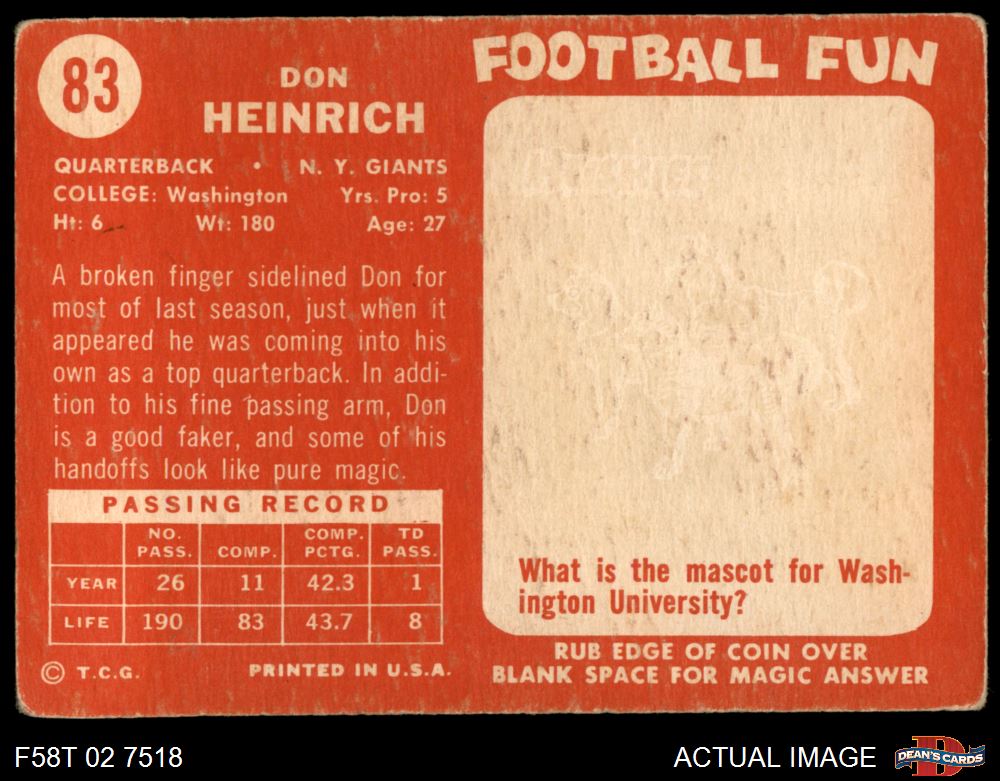 83
DON
HEINRICH
QUARTERBACK • N. Y. GIANTS
COLLEGE: Washington Yrs. Pro: 5
Ht: 6 Wt: 180 Age: 27
A broken finger sidelined Don for
most of last season, just when it
appeared he was coming into his
own as a top quarterback. In addi-
tion to his fine passing arm, Don
is a good faker, and some of his
handoffs look like pure magic.
PASSING RECORD
NO. PASS. COMP. COMP. PCTG. TD PASS.
YEAR 26 11 42.3 1
LIFE 190 83 43.7 8
© T.C.G. PRINTED IN U.S.A.
FOOTBALL FUN
What is the mascot for Wash-
ington University?
RUB EDGE OF COIN OVER
BLANK SPACE FOR MAGIC ANSWER
F58T 02 7518
ACTUAL IMAGE
D
DEAN'S CARDS